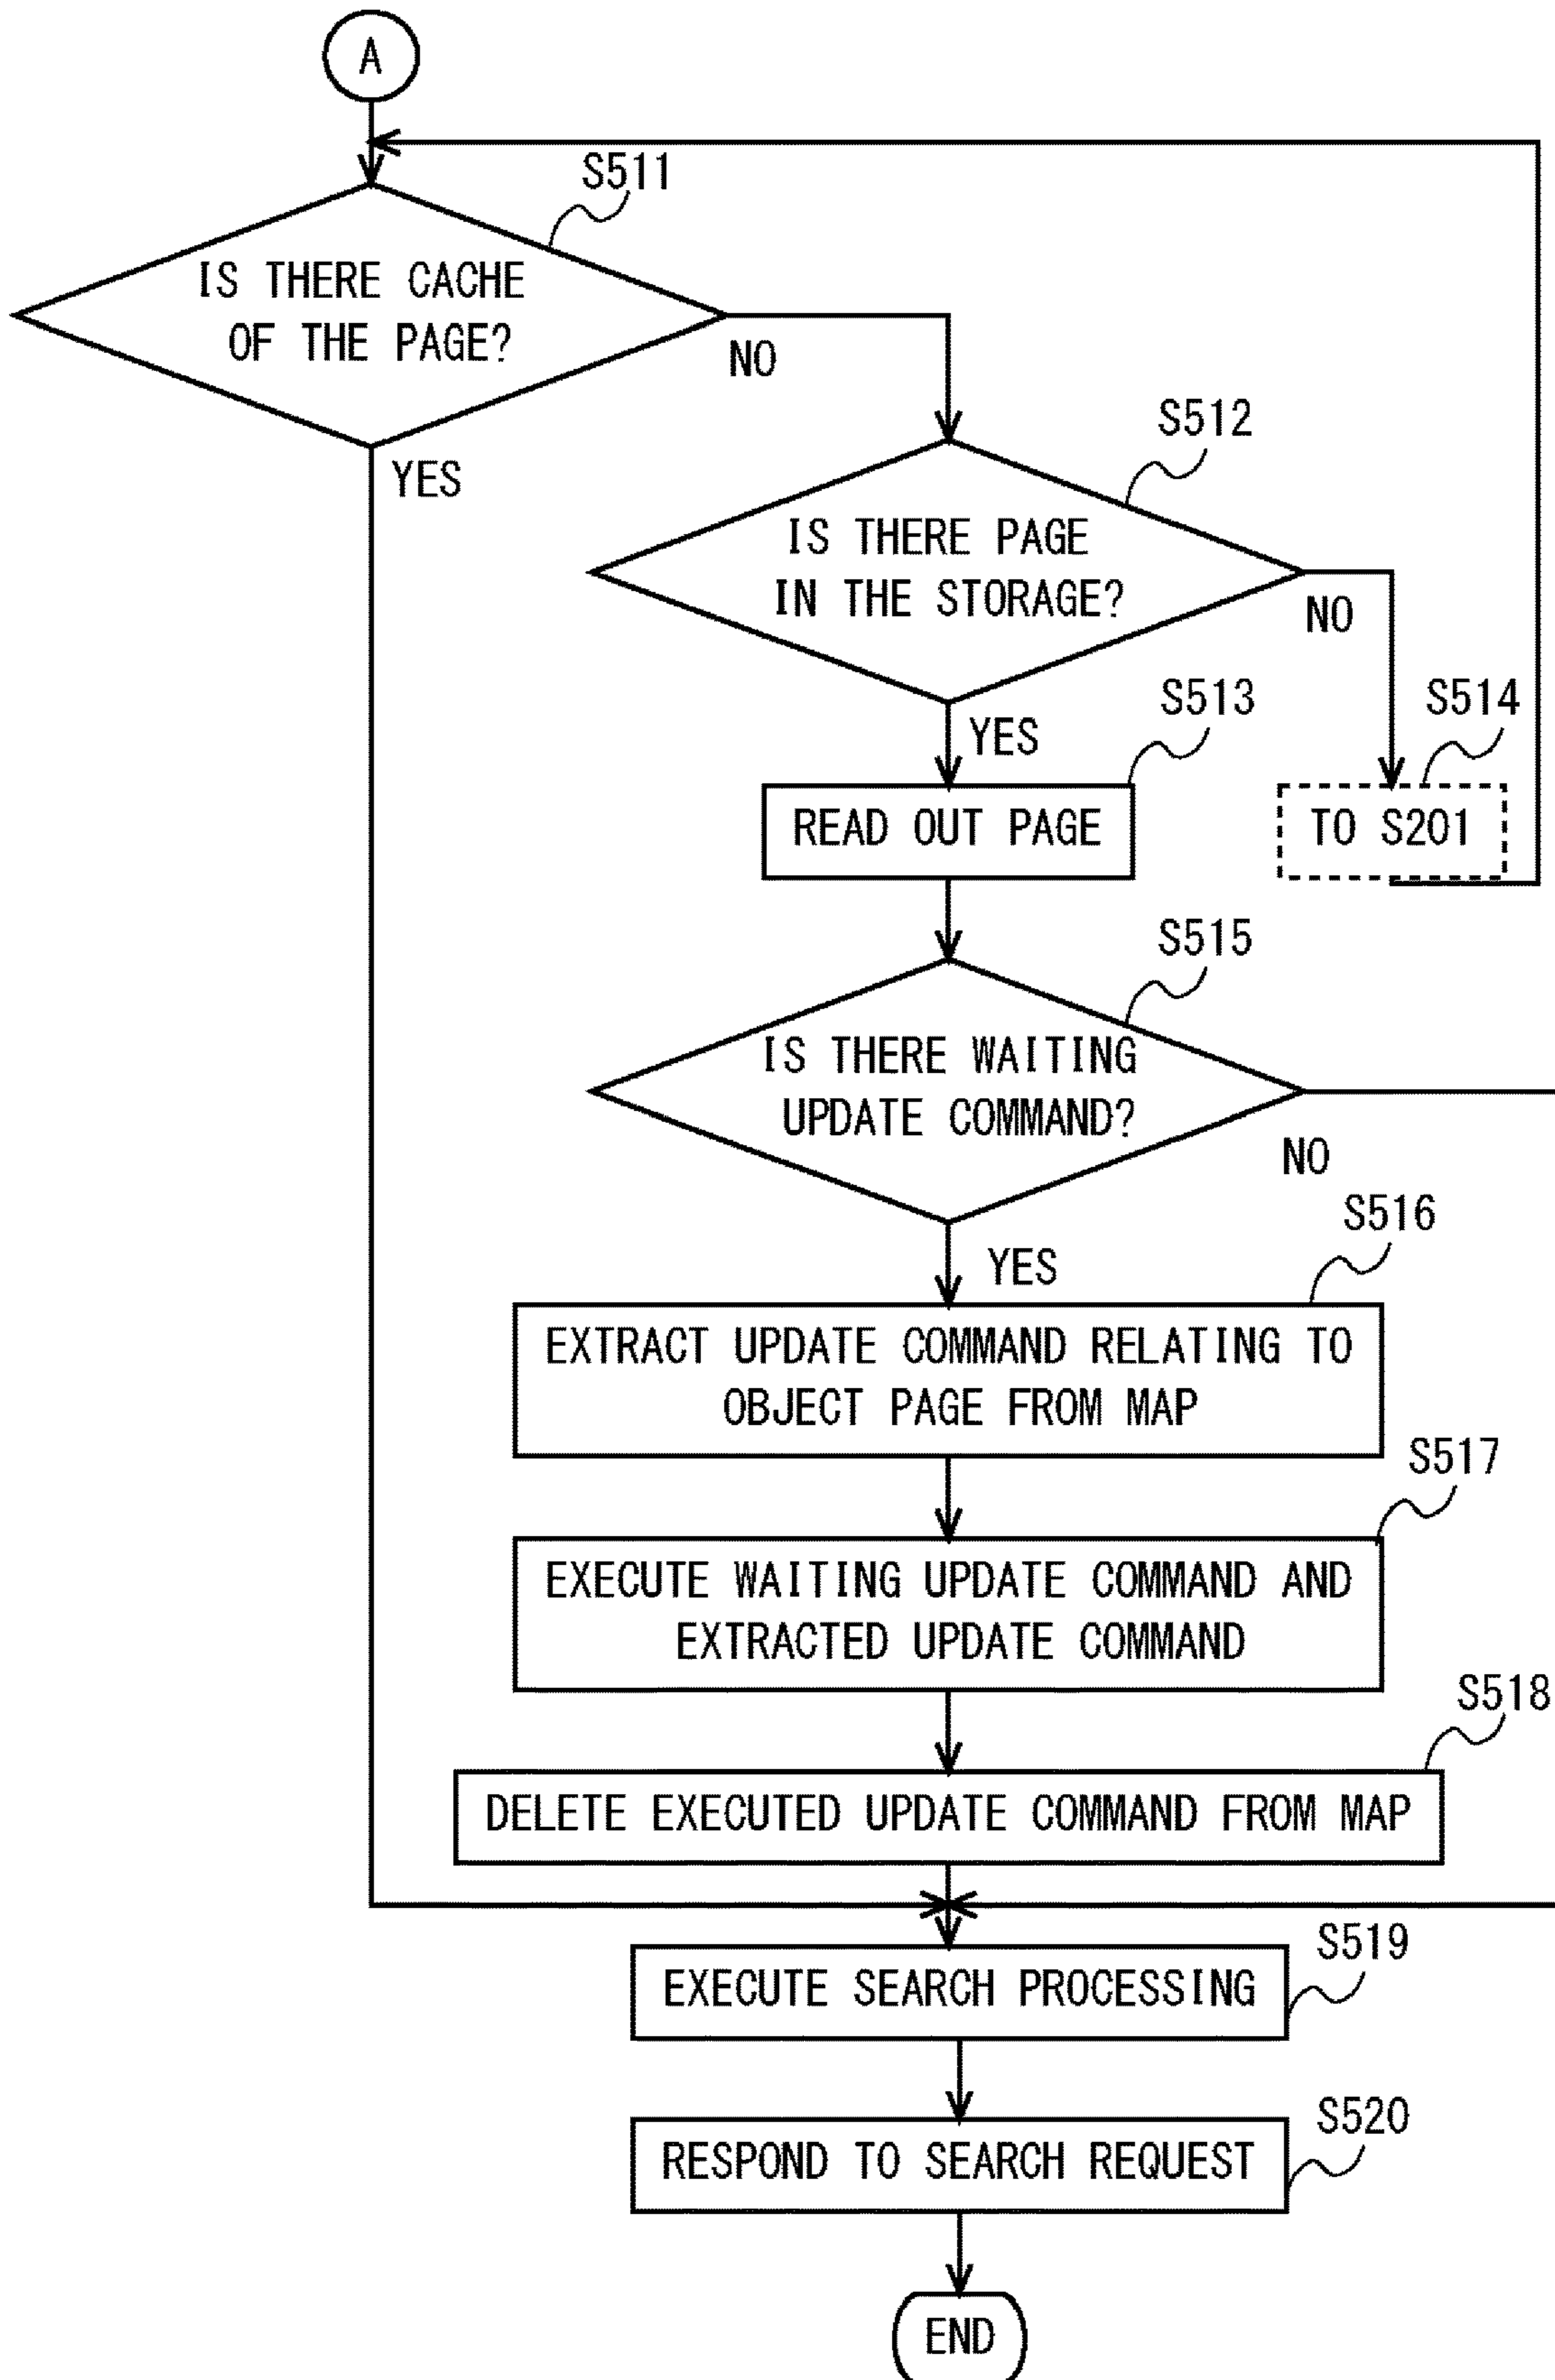 A
S511
IS THERE CACHE
OF THE PAGE?
NO
YES
S512
IS THERE PAGE
IN THE STORAGE?
NO
YES
S513
S514
READ OUT PAGE
TO S201
S515
IS THERE WAITING
UPDATE COMMAND?
NO
YES
S516
EXTRACT UPDATE COMMAND RELATING TO
OBJECT PAGE FROM MAP
S517
EXECUTE WAITING UPDATE COMMAND AND
EXTRACTED UPDATE COMMAND
S518
DELETE EXECUTED UPDATE COMMAND FROM MAP
S519
EXECUTE SEARCH PROCESSING
S520
RESPOND TO SEARCH REQUEST
END